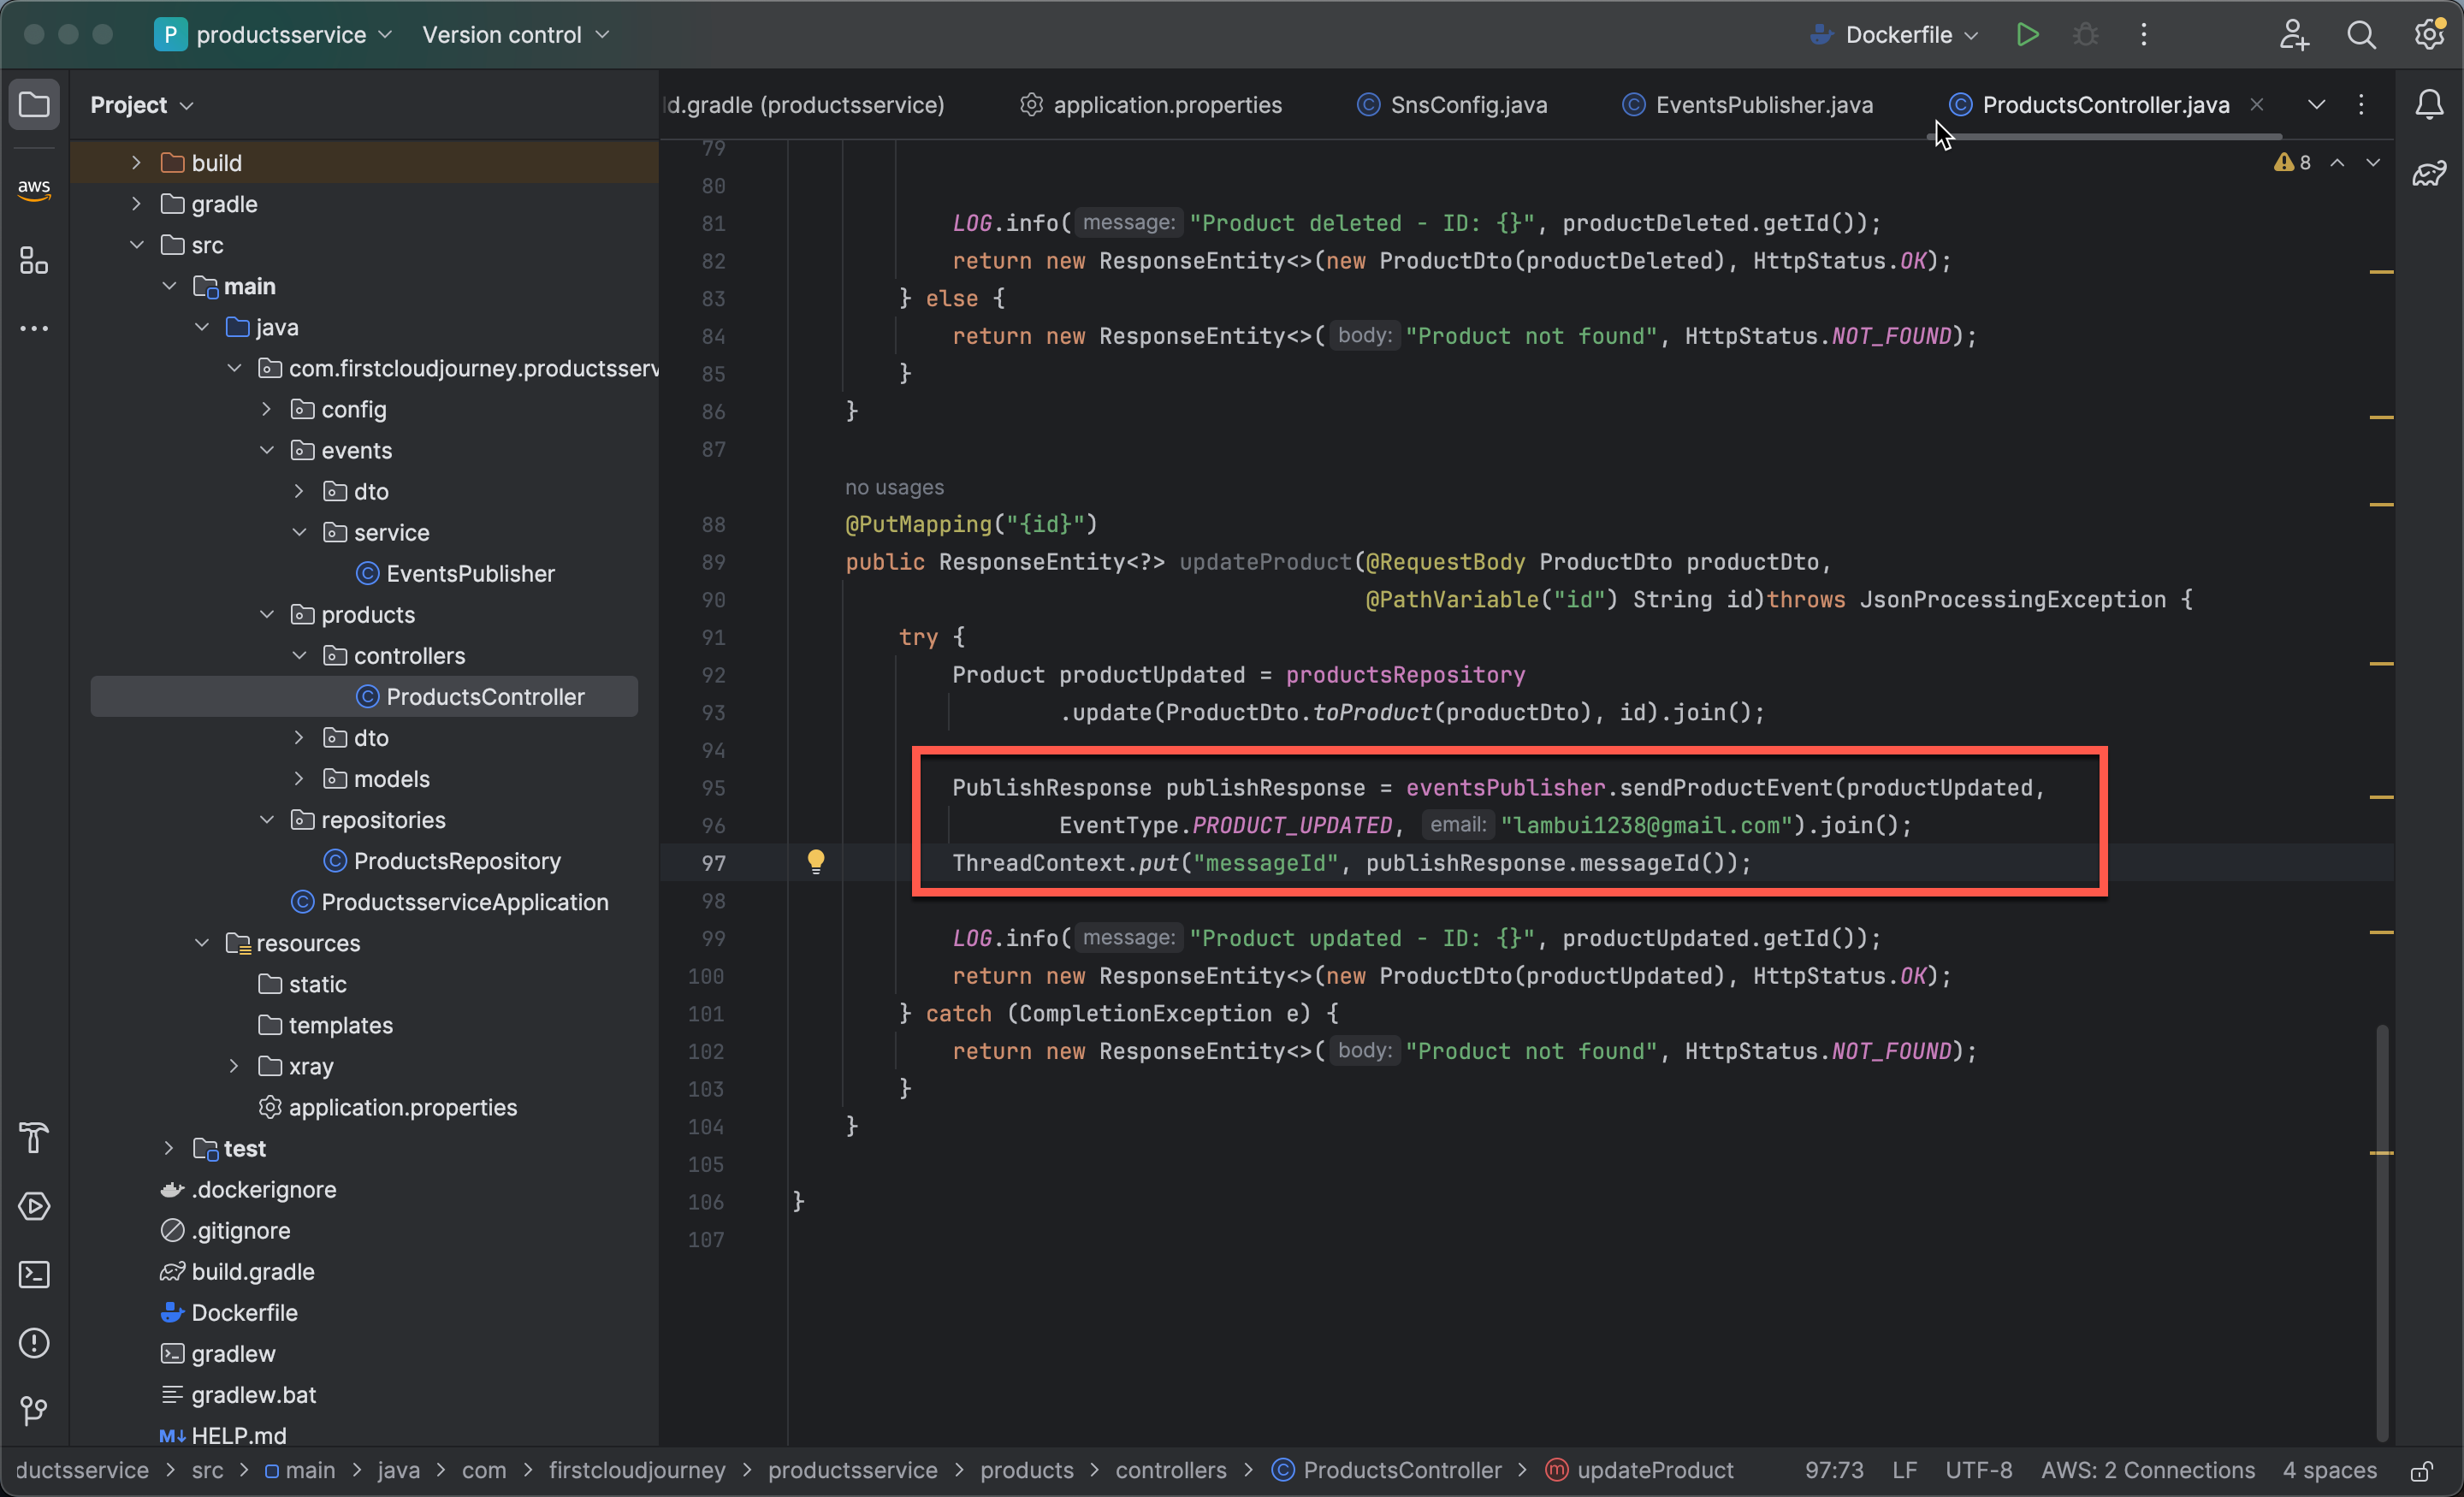 P productsservice Version control Dockerfile
Project
ld.gradle (productsservice) application.properties SnsConfig.java EventsPublisher.java ProductsController.java
aws
build
gradle
src
main
java
com.firstcloudjourney.productsserv
config
events
dto
service
EventsPublisher
products
controllers
ProductsController
dto
models
repositories
ProductsRepository
ProductsserviceApplication
resources
static
templates
xray
application.properties
test
.dockerignore
.gitignore
build.gradle
Dockerfile
gradlew
gradlew.bat
M↓ HELP.md
8
79
80
81 LOG.info( message: "Product deleted - ID: {}", productDeleted.getId());
82 return new ResponseEntity<>(new ProductDto(productDeleted), HttpStatus.OK);
83 } else {
84 return new ResponseEntity<>( body: "Product not found", HttpStatus.NOT_FOUND);
85 }
86 }
87
no usages
88 @PutMapping("{id}")
89 public ResponseEntity<?> updateProduct(@RequestBody ProductDto productDto,
90 @PathVariable("id") String id)throws JsonProcessingException {
91 try {
92 Product productUpdated = productsRepository
93 .update(ProductDto.toProduct(productDto), id).join();
94
95 PublishResponse publishResponse = eventsPublisher.sendProductEvent(productUpdated,
96 EventType.PRODUCT_UPDATED, email: "lambui1238@gmail.com").join();
97 ThreadContext.put("messageId", publishResponse.messageId());
98
99 LOG.info( message: "Product updated - ID: {}", productUpdated.getId());
100 return new ResponseEntity<>(new ProductDto(productUpdated), HttpStatus.OK);
101 } catch (CompletionException e) {
102 return new ResponseEntity<>( body: "Product not found", HttpStatus.NOT_FOUND);
103 }
104 }
105
106 }
107
ductsservice > src > main > java > com > firstcloudjourney > productsservice > products > controllers > ProductsController > updateProduct 97:73 LF UTF-8 AWS: 2 Connections 4 spaces